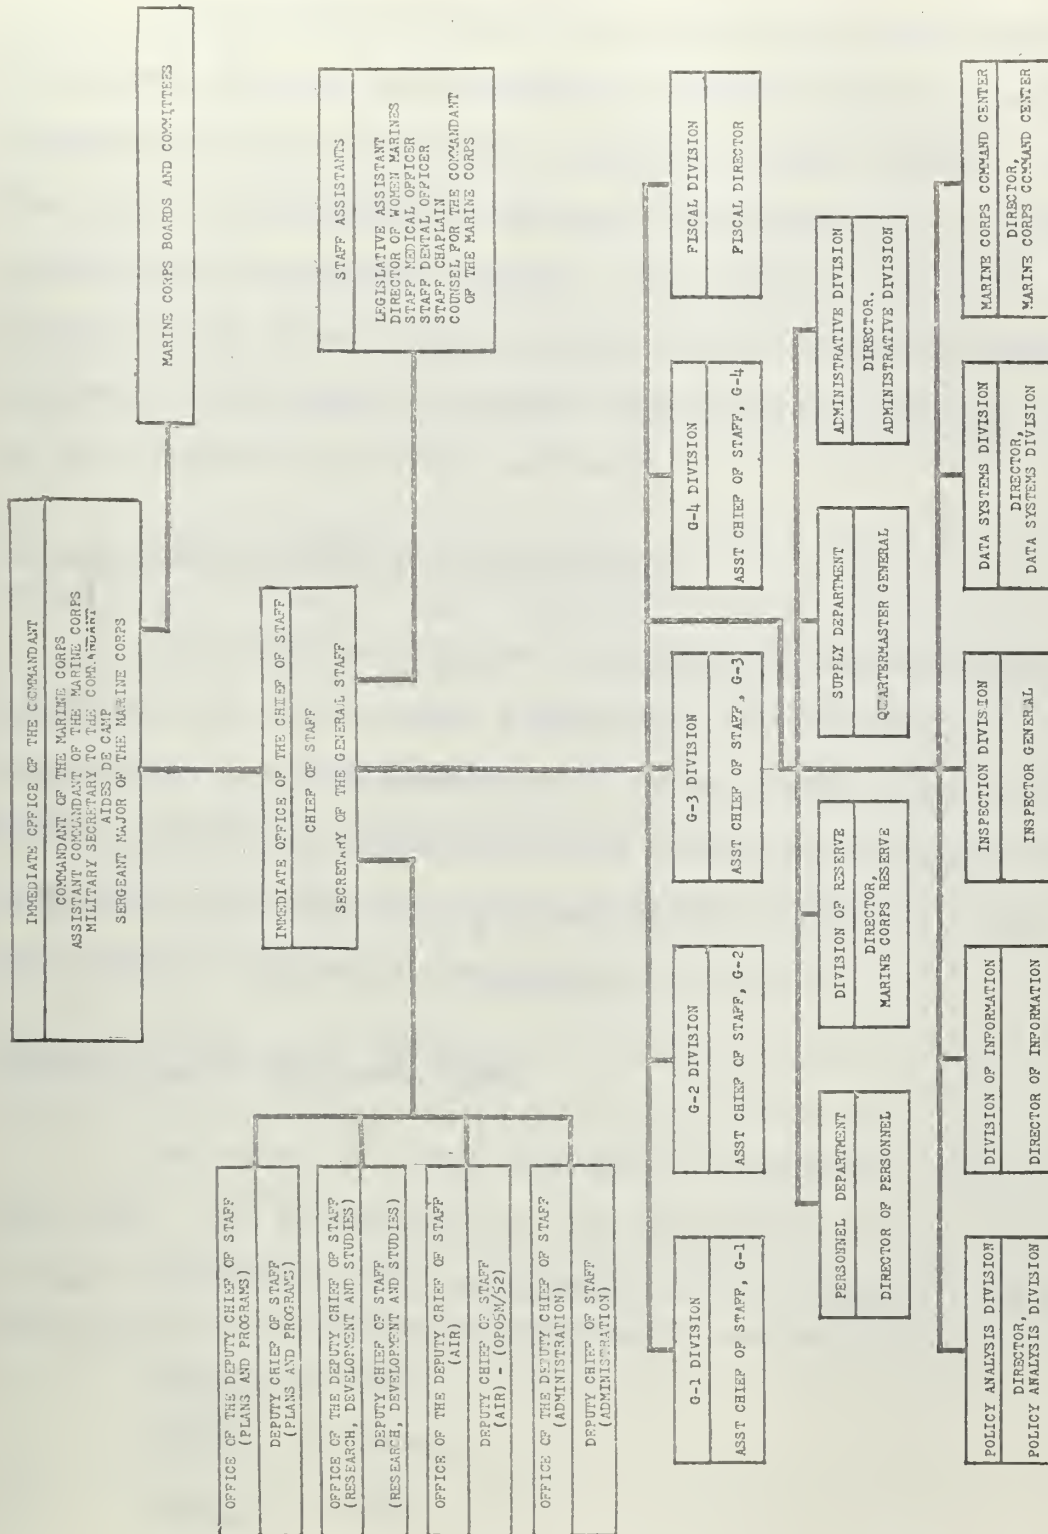 IMMEDIATE OFFICE OF THE COMMANDANT
COMMANDANT OF THE MARINE CORPS
ASSISTANT COMMANDANT OF THE MARINE CORPS
MILITARY SECRETARY TO THE COMMANDANT
AIDES DE CAMP
SERGEANT MAJOR OF THE MARINE CORPS
MARINE CORPS BOARDS AND COMMITTEES
IMMEDIATE OFFICE OF THE CHIEF OF STAFF
CHIEF OF STAFF
SECRETARY OF THE GENERAL STAFF
STAFF ASSISTANTS
LEGISLATIVE ASSISTANT
DIRECTOR OF WOMEN MARINES
STAFF MEDICAL OFFICER
STAFF DENTAL OFFICER
STAFF CHAPLAIN
COUNSEL FOR THE COMMANDANT
OF THE MARINE CORPS
OFFICE OF THE DEPUTY CHIEF OF STAFF
(PLANS AND PROGRAMS)
DEPUTY CHIEF OF STAFF
(PLANS AND PROGRAMS)
OFFICE OF THE DEPUTY CHIEF OF STAFF
(RESEARCH, DEVELOPMENT AND STUDIES)
DEPUTY CHIEF OF STAFF
(RESEARCH, DEVELOPMENT AND STUDIES)
OFFICE OF THE DEPUTY CHIEF OF STAFF
(AIR)
DEPUTY CHIEF OF STAFF
(AIR) - (OP05M/52)
OFFICE OF THE DEPUTY CHIEF OF STAFF
(ADMINISTRATION)
DEPUTY CHIEF OF STAFF
(ADMINISTRATION)
G-1 DIVISION
ASST CHIEF OF STAFF, G-1
G-2 DIVISION
ASST CHIEF OF STAFF, G-2
G-3 DIVISION
ASST CHIEF OF STAFF, G-3
G-4 DIVISION
ASST CHIEF OF STAFF, G-4
FISCAL DIVISION
FISCAL DIRECTOR
PERSONNEL DEPARTMENT
DIRECTOR OF PERSONNEL
DIVISION OF RESERVE
DIRECTOR,
MARINE CORPS RESERVE
SUPPLY DEPARTMENT
QUARTERMASTER GENERAL
ADMINISTRATIVE DIVISION
DIRECTOR.
ADMINISTRATIVE DIVISION
POLICY ANALYSIS DIVISION
DIRECTOR,
POLICY ANALYSIS DIVISION
DIVISION OF INFORMATION
DIRECTOR OF INFORMATION
INSPECTION DIVISION
INSPECTOR GENERAL
DATA SYSTEMS DIVISION
DIRECTOR,
DATA SYSTEMS DIVISION
MARINE CORPS COMMAND CENTER
DIRECTOR,
MARINE CORPS COMMAND CENTER